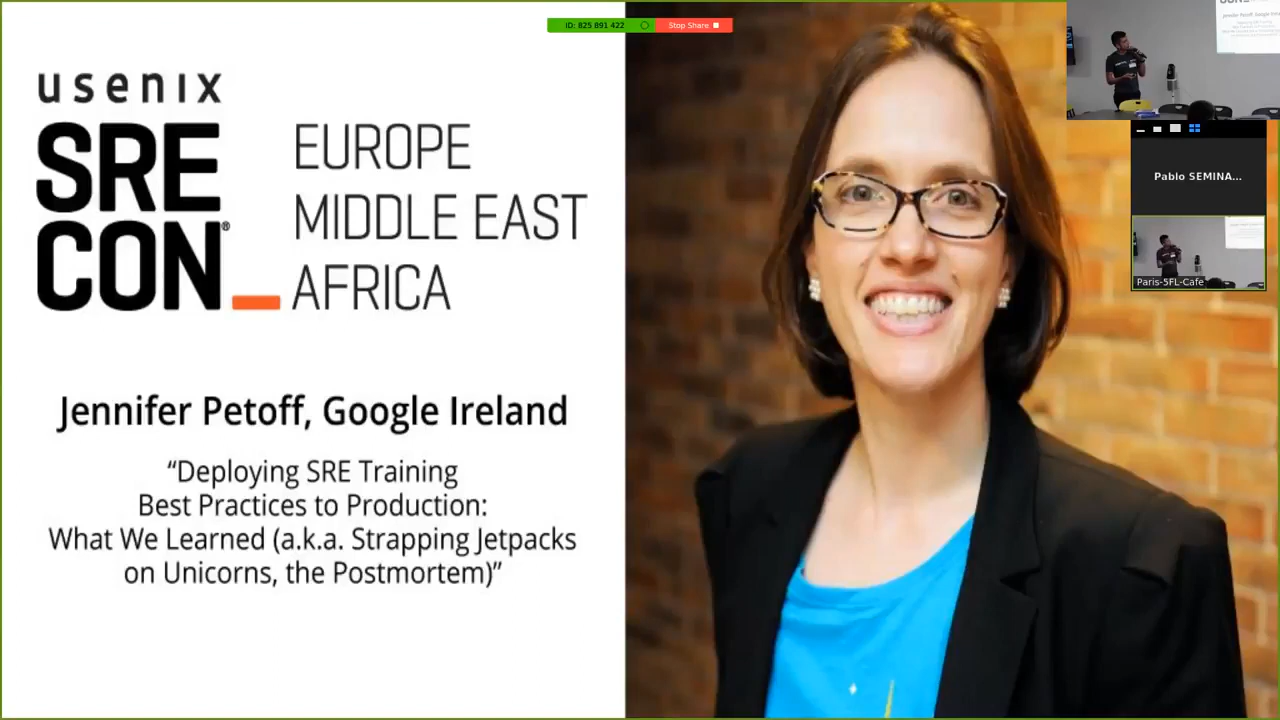 ID: 825 891 422
Stop Share
usenix
SRE
CON®
EUROPE
MIDDLE EAST
AFRICA
Jennifer Petoff, Google Ireland
“Deploying SRE Training
Best Practices to Production:
What We Learned (a.k.a. Strapping Jetpacks
on Unicorns, the Postmortem)”
Pablo SEMINA...
Paris-5FL-Cafe